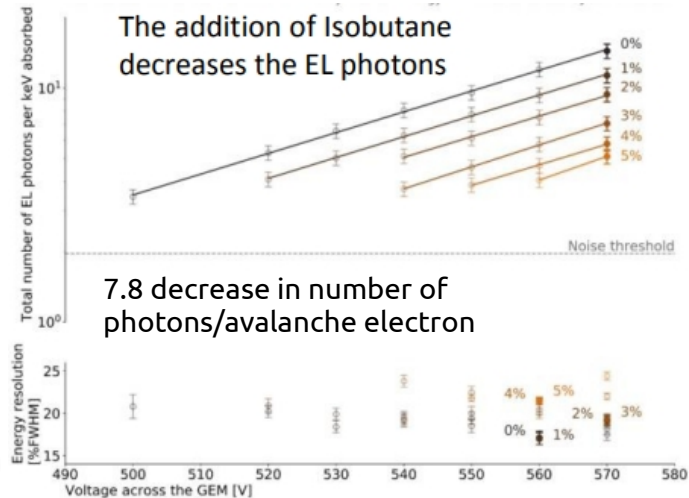 The addition of Isobutane
decreases the EL photons
Total number of EL photons per keV absorbed
10¹
10⁰
0%
1%
2%
3%
4%
5%
Noise threshold
7.8 decrease in number of
photons/avalanche electron
Energy resolution
[%FWHM]
25
20
15
4%
5%
2%
3%
0%
1%
490 500 510 520 530 540 550 560 570 580
Voltage across the GEM [V]